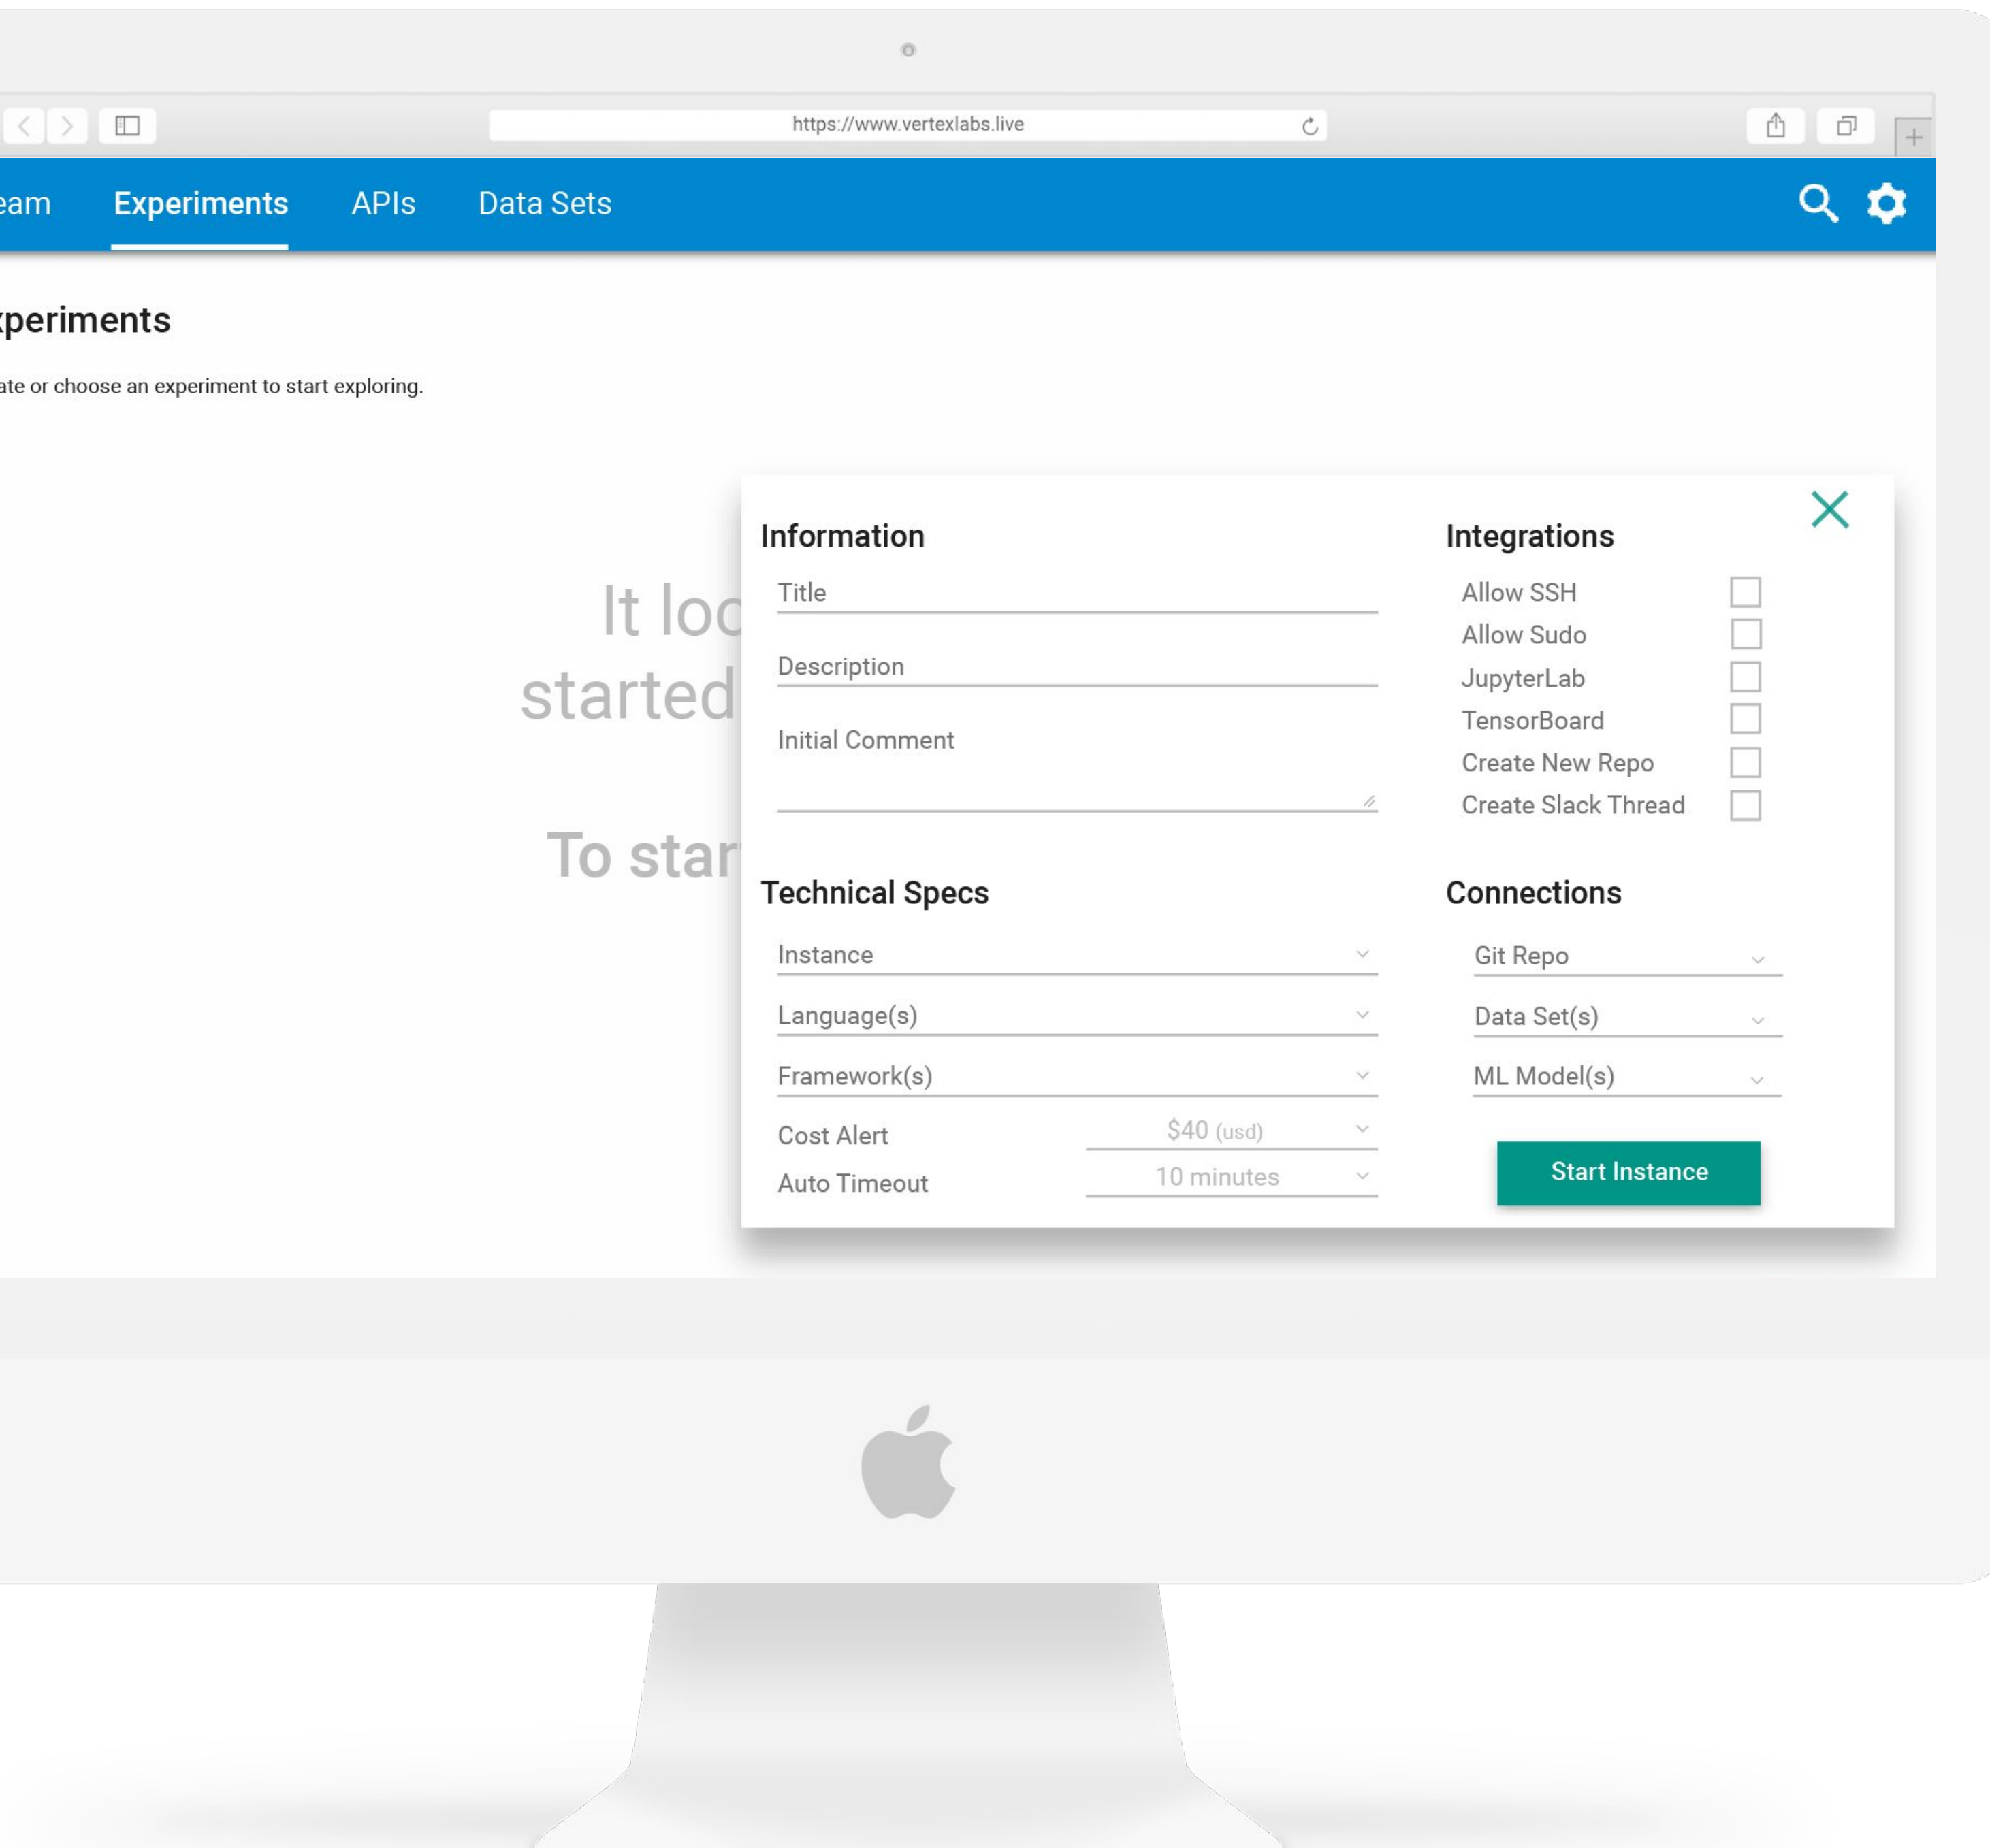 https://www.vertexlabs.live
eam Experiments APIs Data Sets
xperiments
ate or choose an experiment to start exploring.
It loo
started
To star
Information
Title
Description
Initial Comment
Integrations
Allow SSH
Allow Sudo
JupyterLab
TensorBoard
Create New Repo
Create Slack Thread
Technical Specs
Instance
Language(s)
Framework(s)
Cost Alert $40 (usd)
Auto Timeout 10 minutes
Connections
Git Repo
Data Set(s)
ML Model(s)
Start Instance